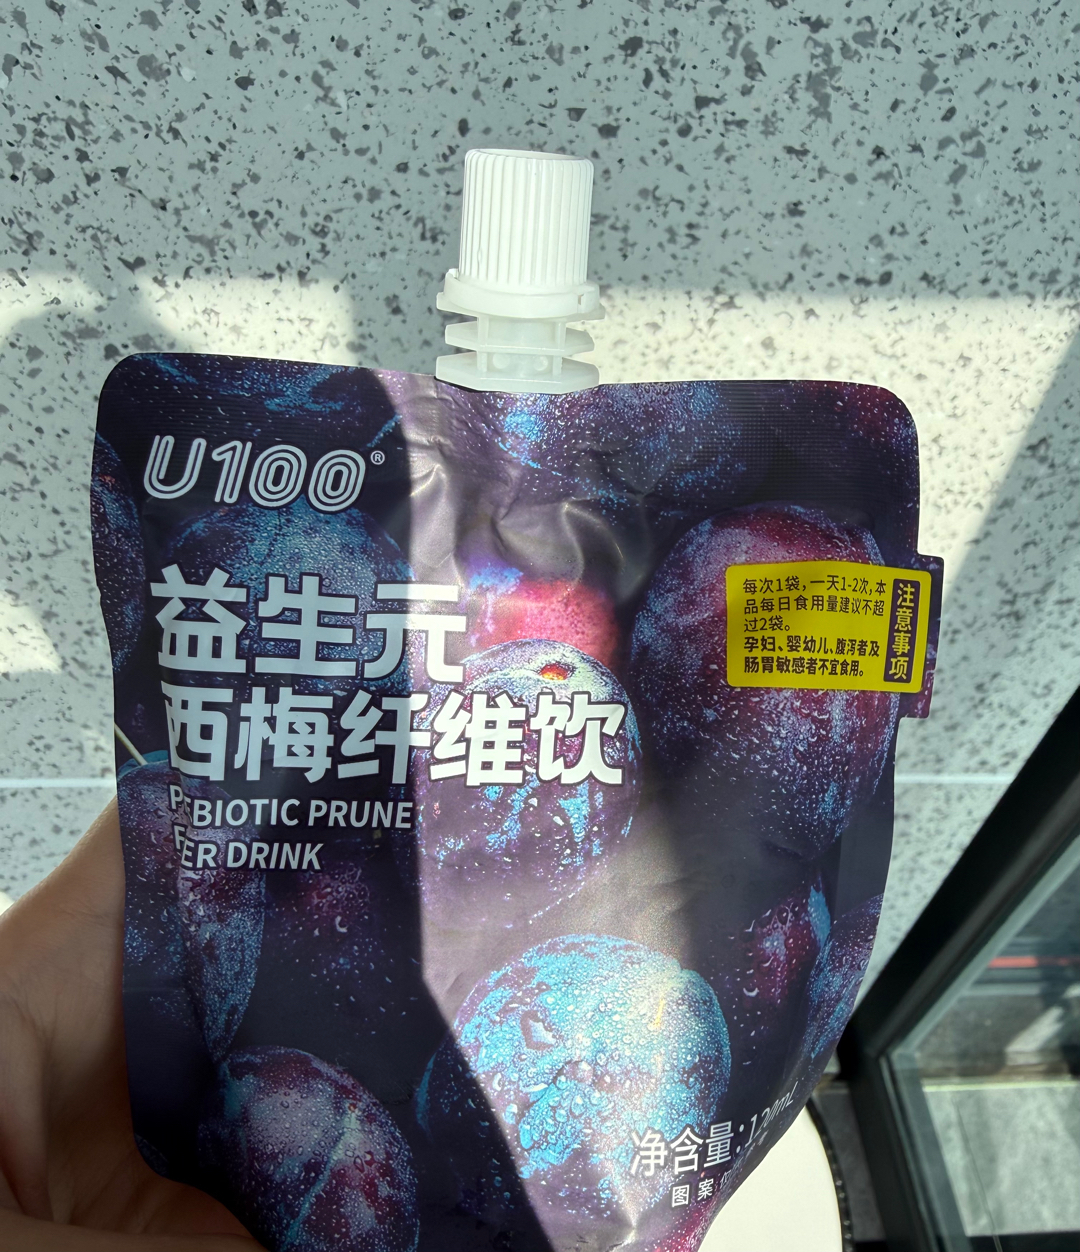 U100®
益生元
西梅纤维饮
PREBIOTIC PRUNE
FIBER DRINK
注意事项
每次1袋，一天1-2次，本
品每日食用量建议不超
过2袋。
孕妇、婴幼儿、腹泻者及
肠胃敏感者不宜食用。
净含量：120mL
图案